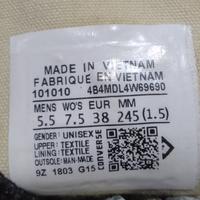 MADE IN VIETNAM
FABRIQUE EN VIETNAM
101010 4B4MDL4W69690
MENS WO'S EUR MM
5.5 7.5 38 245 (1.5)
GENDER: UNISEX
UPPER: TEXTILE
LINING: TEXTILE
OUTSOLE: MAN-MADE
9Z 1803 G15
CONVERSE